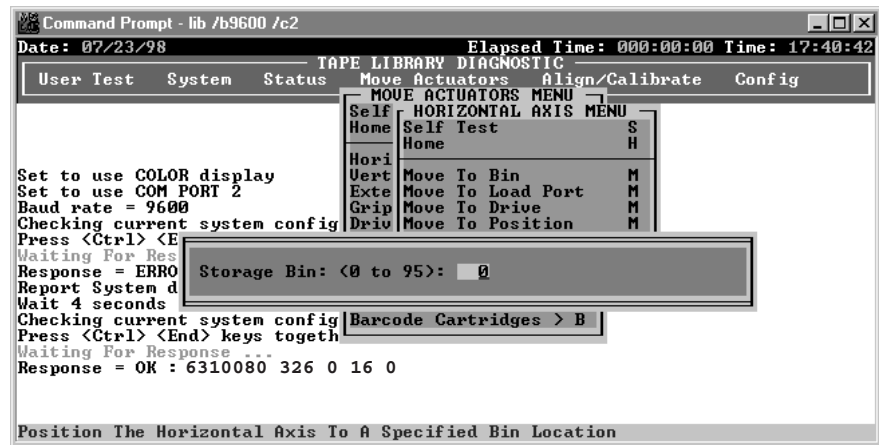 Command Prompt - lib /b9600 /c2
Date: 07/23/98 Elapsed Time: 000:00:00 Time: 17:40:42
TAPE LIBRARY DIAGNOSTIC
User Test System Status Move Actuators Align/Calibrate Config
MOVE ACTUATORS MENU
Self HORIZONTAL AXIS MENU
Home Self Test S
Home H
Hori
Set to use COLOR display Vert Move To Bin M
Set to use COM PORT 2 Exte Move To Load Port M
Baud rate = 9600 Grip Move To Drive M
Checking current system config Driv Move To Position M
Press <Ctrl> <E
Waiting For Res
Response = ERRO Storage Bin: (0 to 95): 0
Report System d
Wait 4 seconds
Checking current system config Barcode Cartridges > B
Press <Ctrl> <End> keys togeth
Waiting For Response ...
Response = OK : 6310080 326 0 16 0
Position The Horizontal Axis To A Specified Bin Location